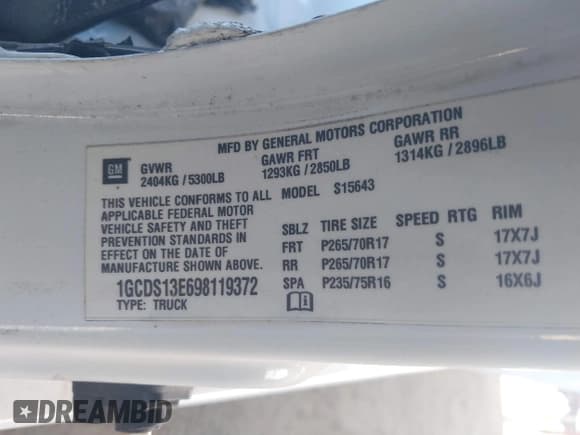 MFD BY GENERAL MOTORS CORPORATION
GM
GVWR GAWR FRT GAWR RR
2404KG / 5300LB 1293KG / 2850LB 1314KG / 2896LB
THIS VEHICLE CONFORMS TO ALL MODEL S15643
APPLICABLE FEDERAL MOTOR
VEHICLE SAFETY AND THEFT
PREVENTION STANDARDS IN
EFFECT ON THE DATE OF
MANUFACTURE SHOWN ABOVE.
SBLZ TIRE SIZE SPEED RTG RIM
FRT P265/70R17 S 17X7J
RR P265/70R17 S 17X7J
SPA P235/75R16 S 16X6J
1GCDS13E698119372
TYPE: TRUCK
DREAMBID